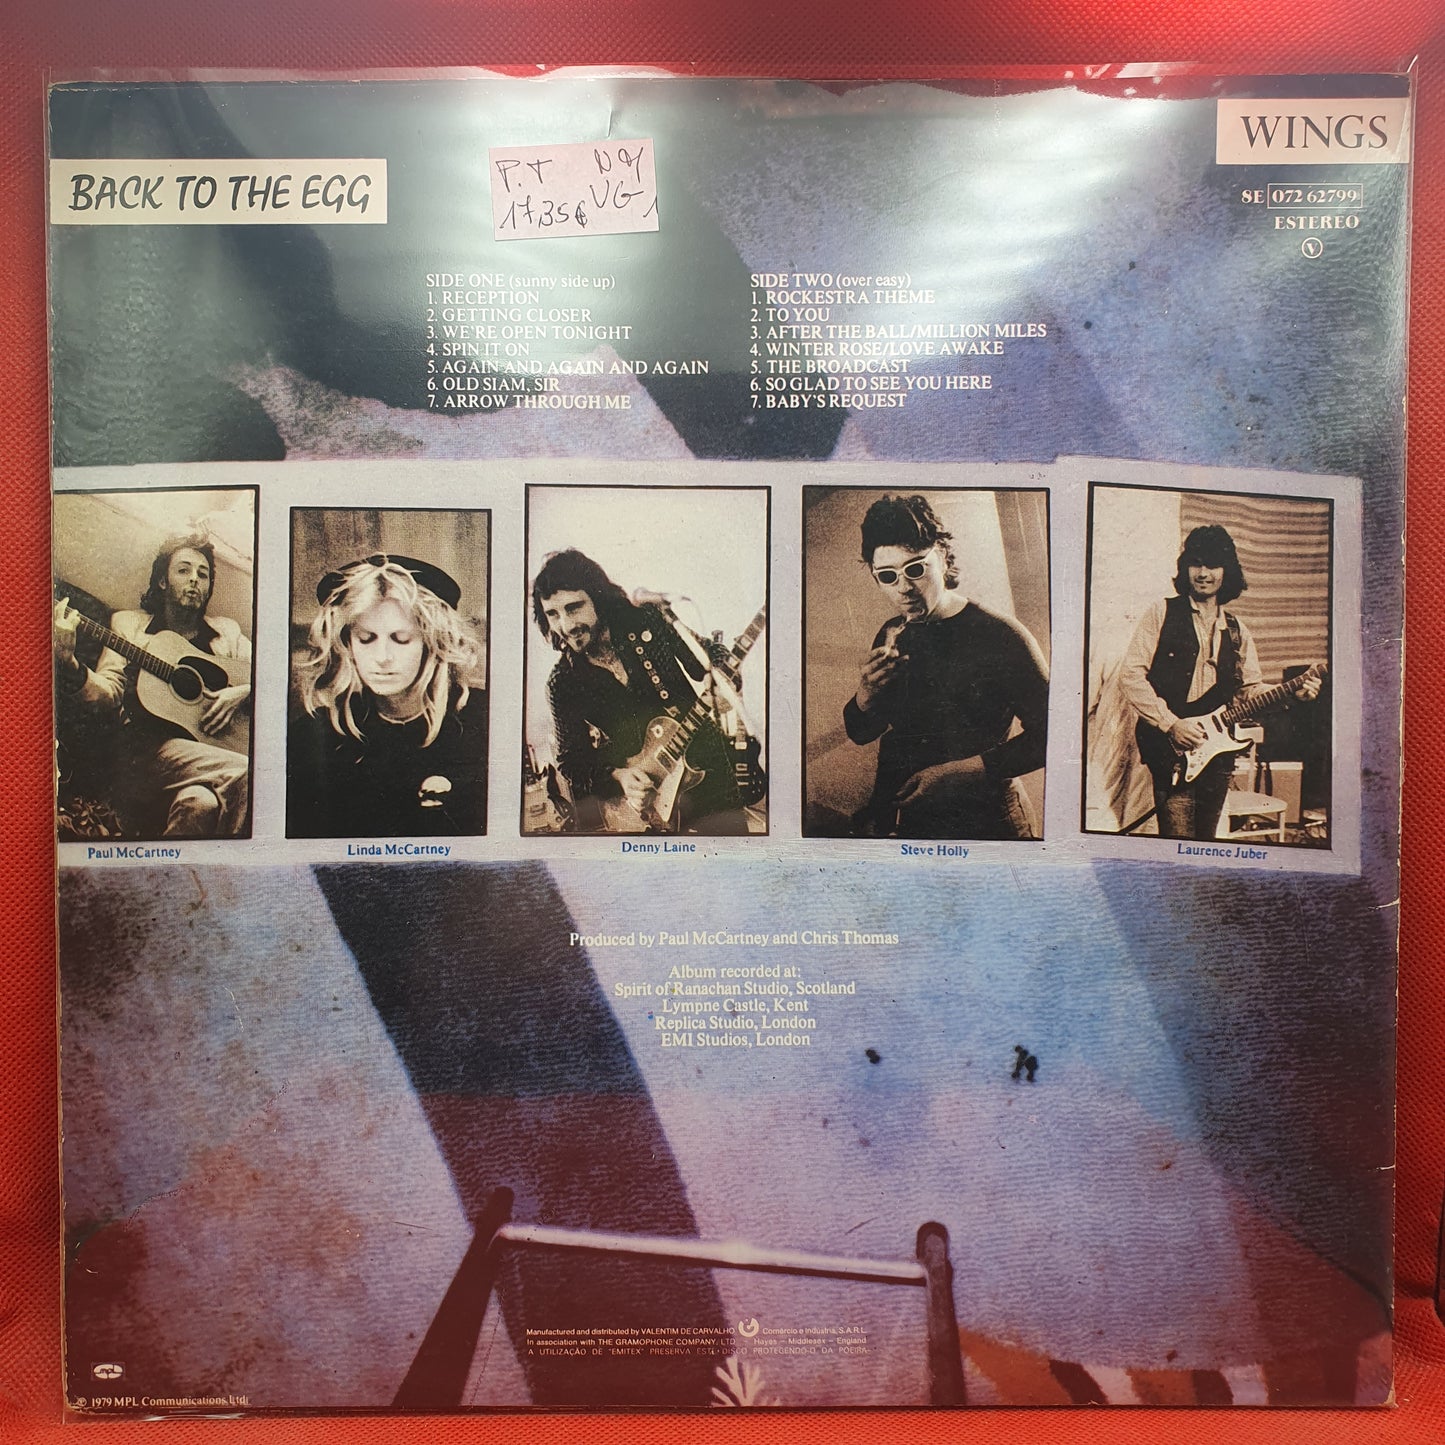 WINGS
BACK TO THE EGG
P.T
VG
17,35€
8E 072 62799
ESTEREO
V
SIDE ONE (sunny side up)
1. RECEPTION
2. GETTING CLOSER
3. WE'RE OPEN TONIGHT
4. SPIN IT ON
5. AGAIN AND AGAIN AND AGAIN
6. OLD SIAM, SIR
7. ARROW THROUGH ME
SIDE TWO (over easy)
1. ROCKESTRA THEME
2. TO YOU
3. AFTER THE BALL/MILLION MILES
4. WINTER ROSE/LOVE AWAKE
5. THE BROADCAST
6. SO GLAD TO SEE YOU HERE
7. BABY'S REQUEST
Paul McCartney
Linda McCartney
Denny Laine
Steve Holly
Laurence Juber
Produced by Paul McCartney and Chris Thomas
Album recorded at:
Spirit of Ranachan Studio, Scotland
Lympne Castle, Kent
Replica Studio, London
EMI Studios, London
Manufactured and distributed by VALENTIM DE CARVALHO Comércio e Indústria, S.A.R.L.
In association with THE GRAMOPHONE COMPANY, LTD. - Hayes - Middlesex - England
A UTILIZAÇÃO DE "EMITEX" PRESERVA ESTE DISCO PROTEGENDO-O DA POEIRA
MPL
℗ 1979 MPL Communications Ltd.